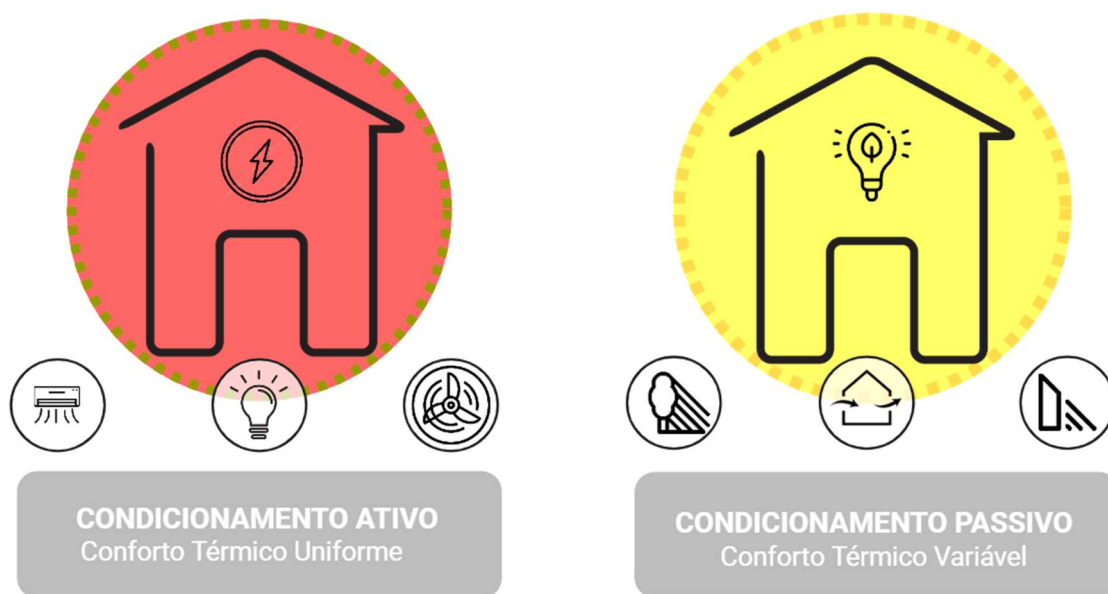 CONDICIONAMENTO ATIVO
Conforto Térmico Uniforme
CONDICIONAMENTO PASSIVO
Conforto Térmico Variável